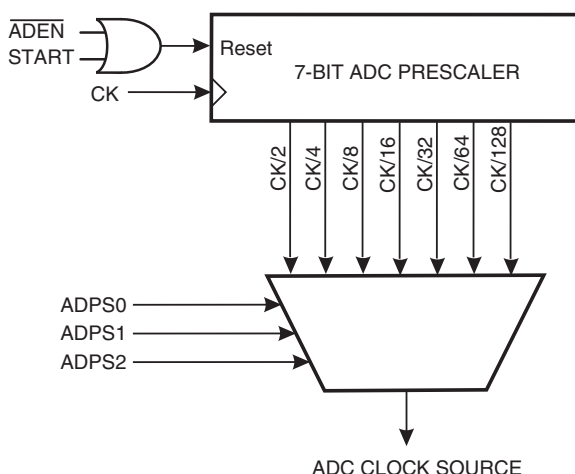 ADEN
START
Reset
7-BIT ADC PRESCALER
CK
CK/2
CK/4
CK/8
CK/16
CK/32
CK/64
CK/128
ADPS0
ADPS1
ADPS2
ADC CLOCK SOURCE